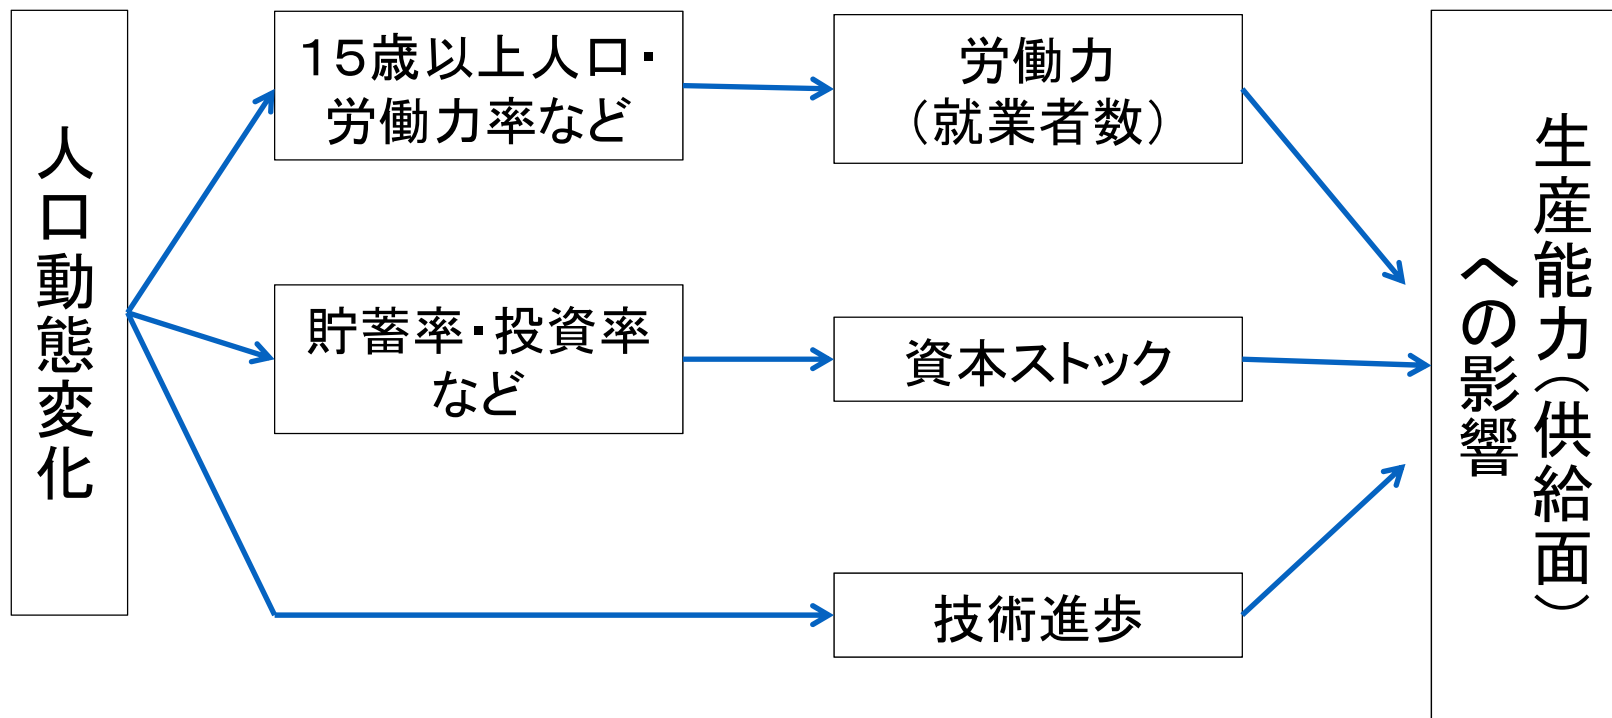 人口動態変化
１５歳以上人口・
労働力率など
労働力
（就業者数）
貯蓄率・投資率
など
資本ストック
技術進歩
生産能力（供給面）
への影響